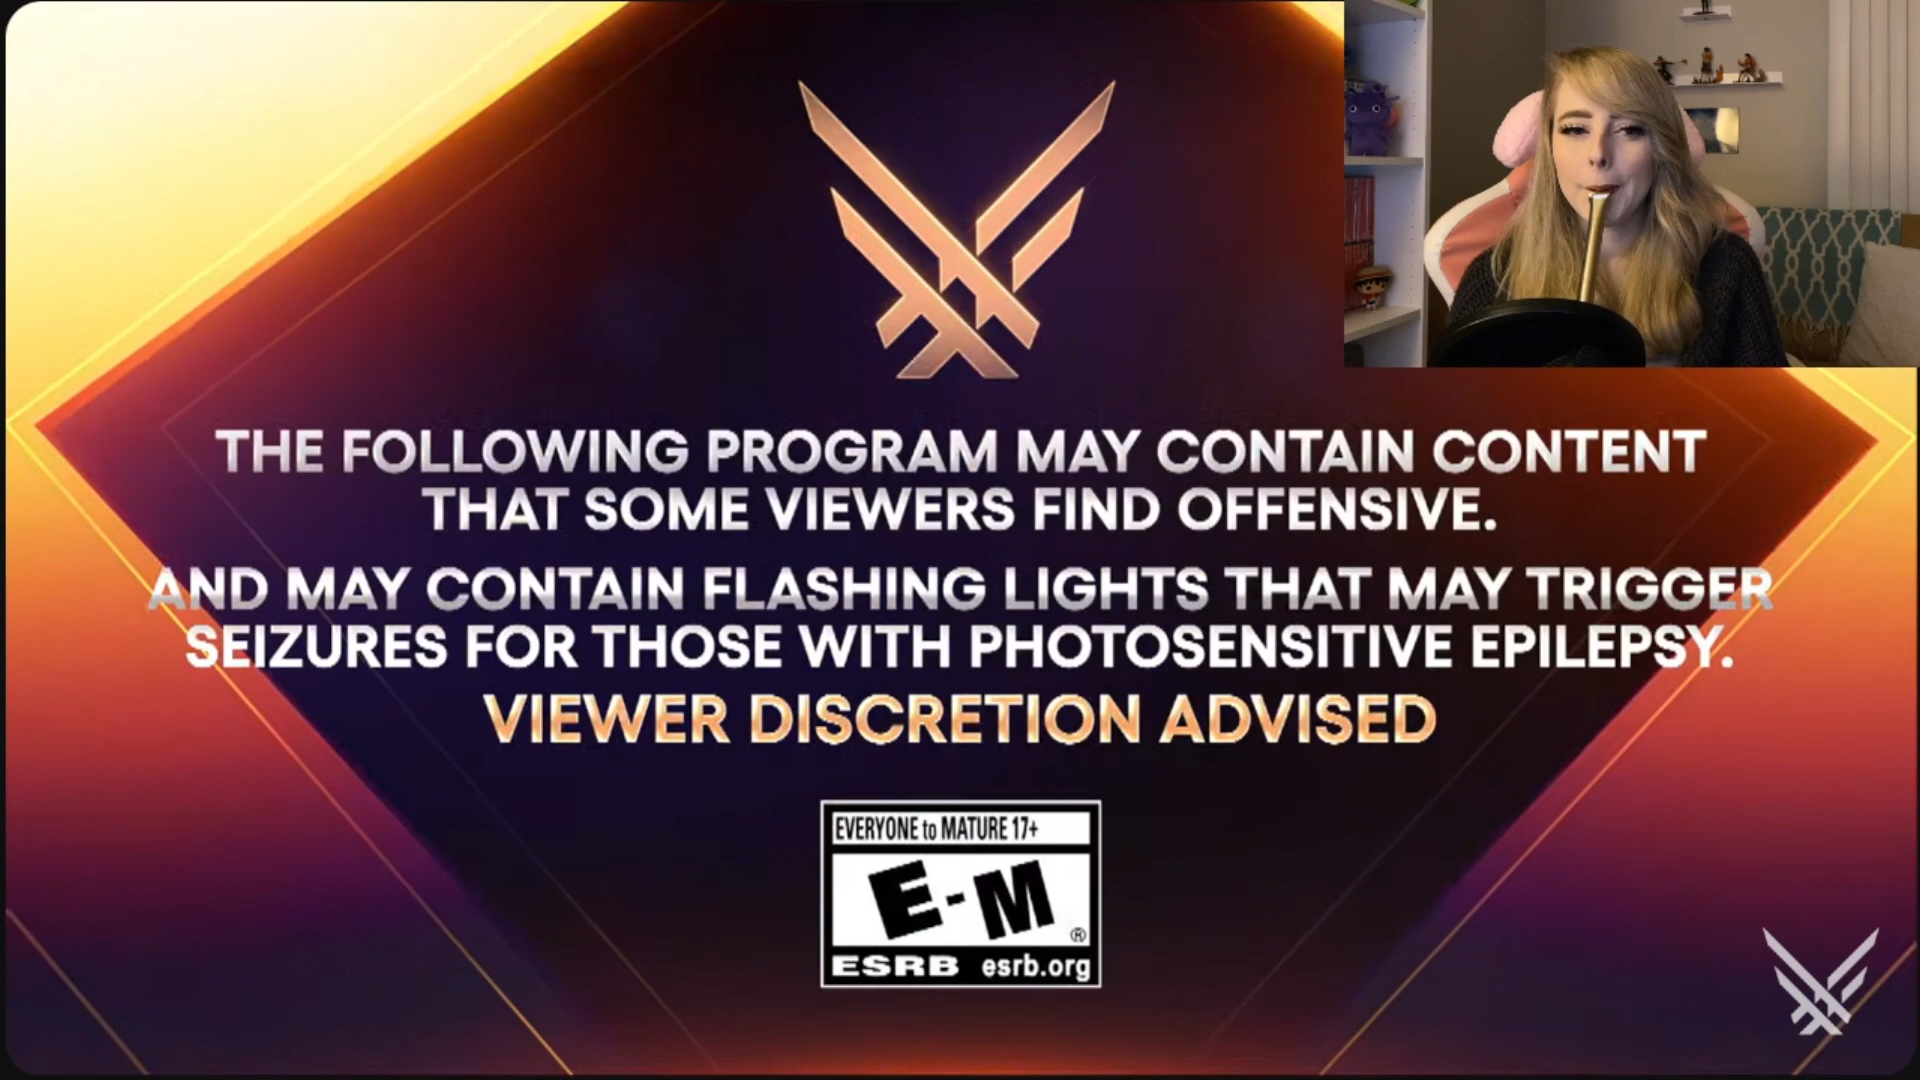 THE FOLLOWING PROGRAM MAY CONTAIN CONTENT
THAT SOME VIEWERS FIND OFFENSIVE.
AND MAY CONTAIN FLASHING LIGHTS THAT MAY TRIGGER
SEIZURES FOR THOSE WITH PHOTOSENSITIVE EPILEPSY.
VIEWER DISCRETION ADVISED
EVERYONE to MATURE 17+
E-M
®
ESRB esrb.org